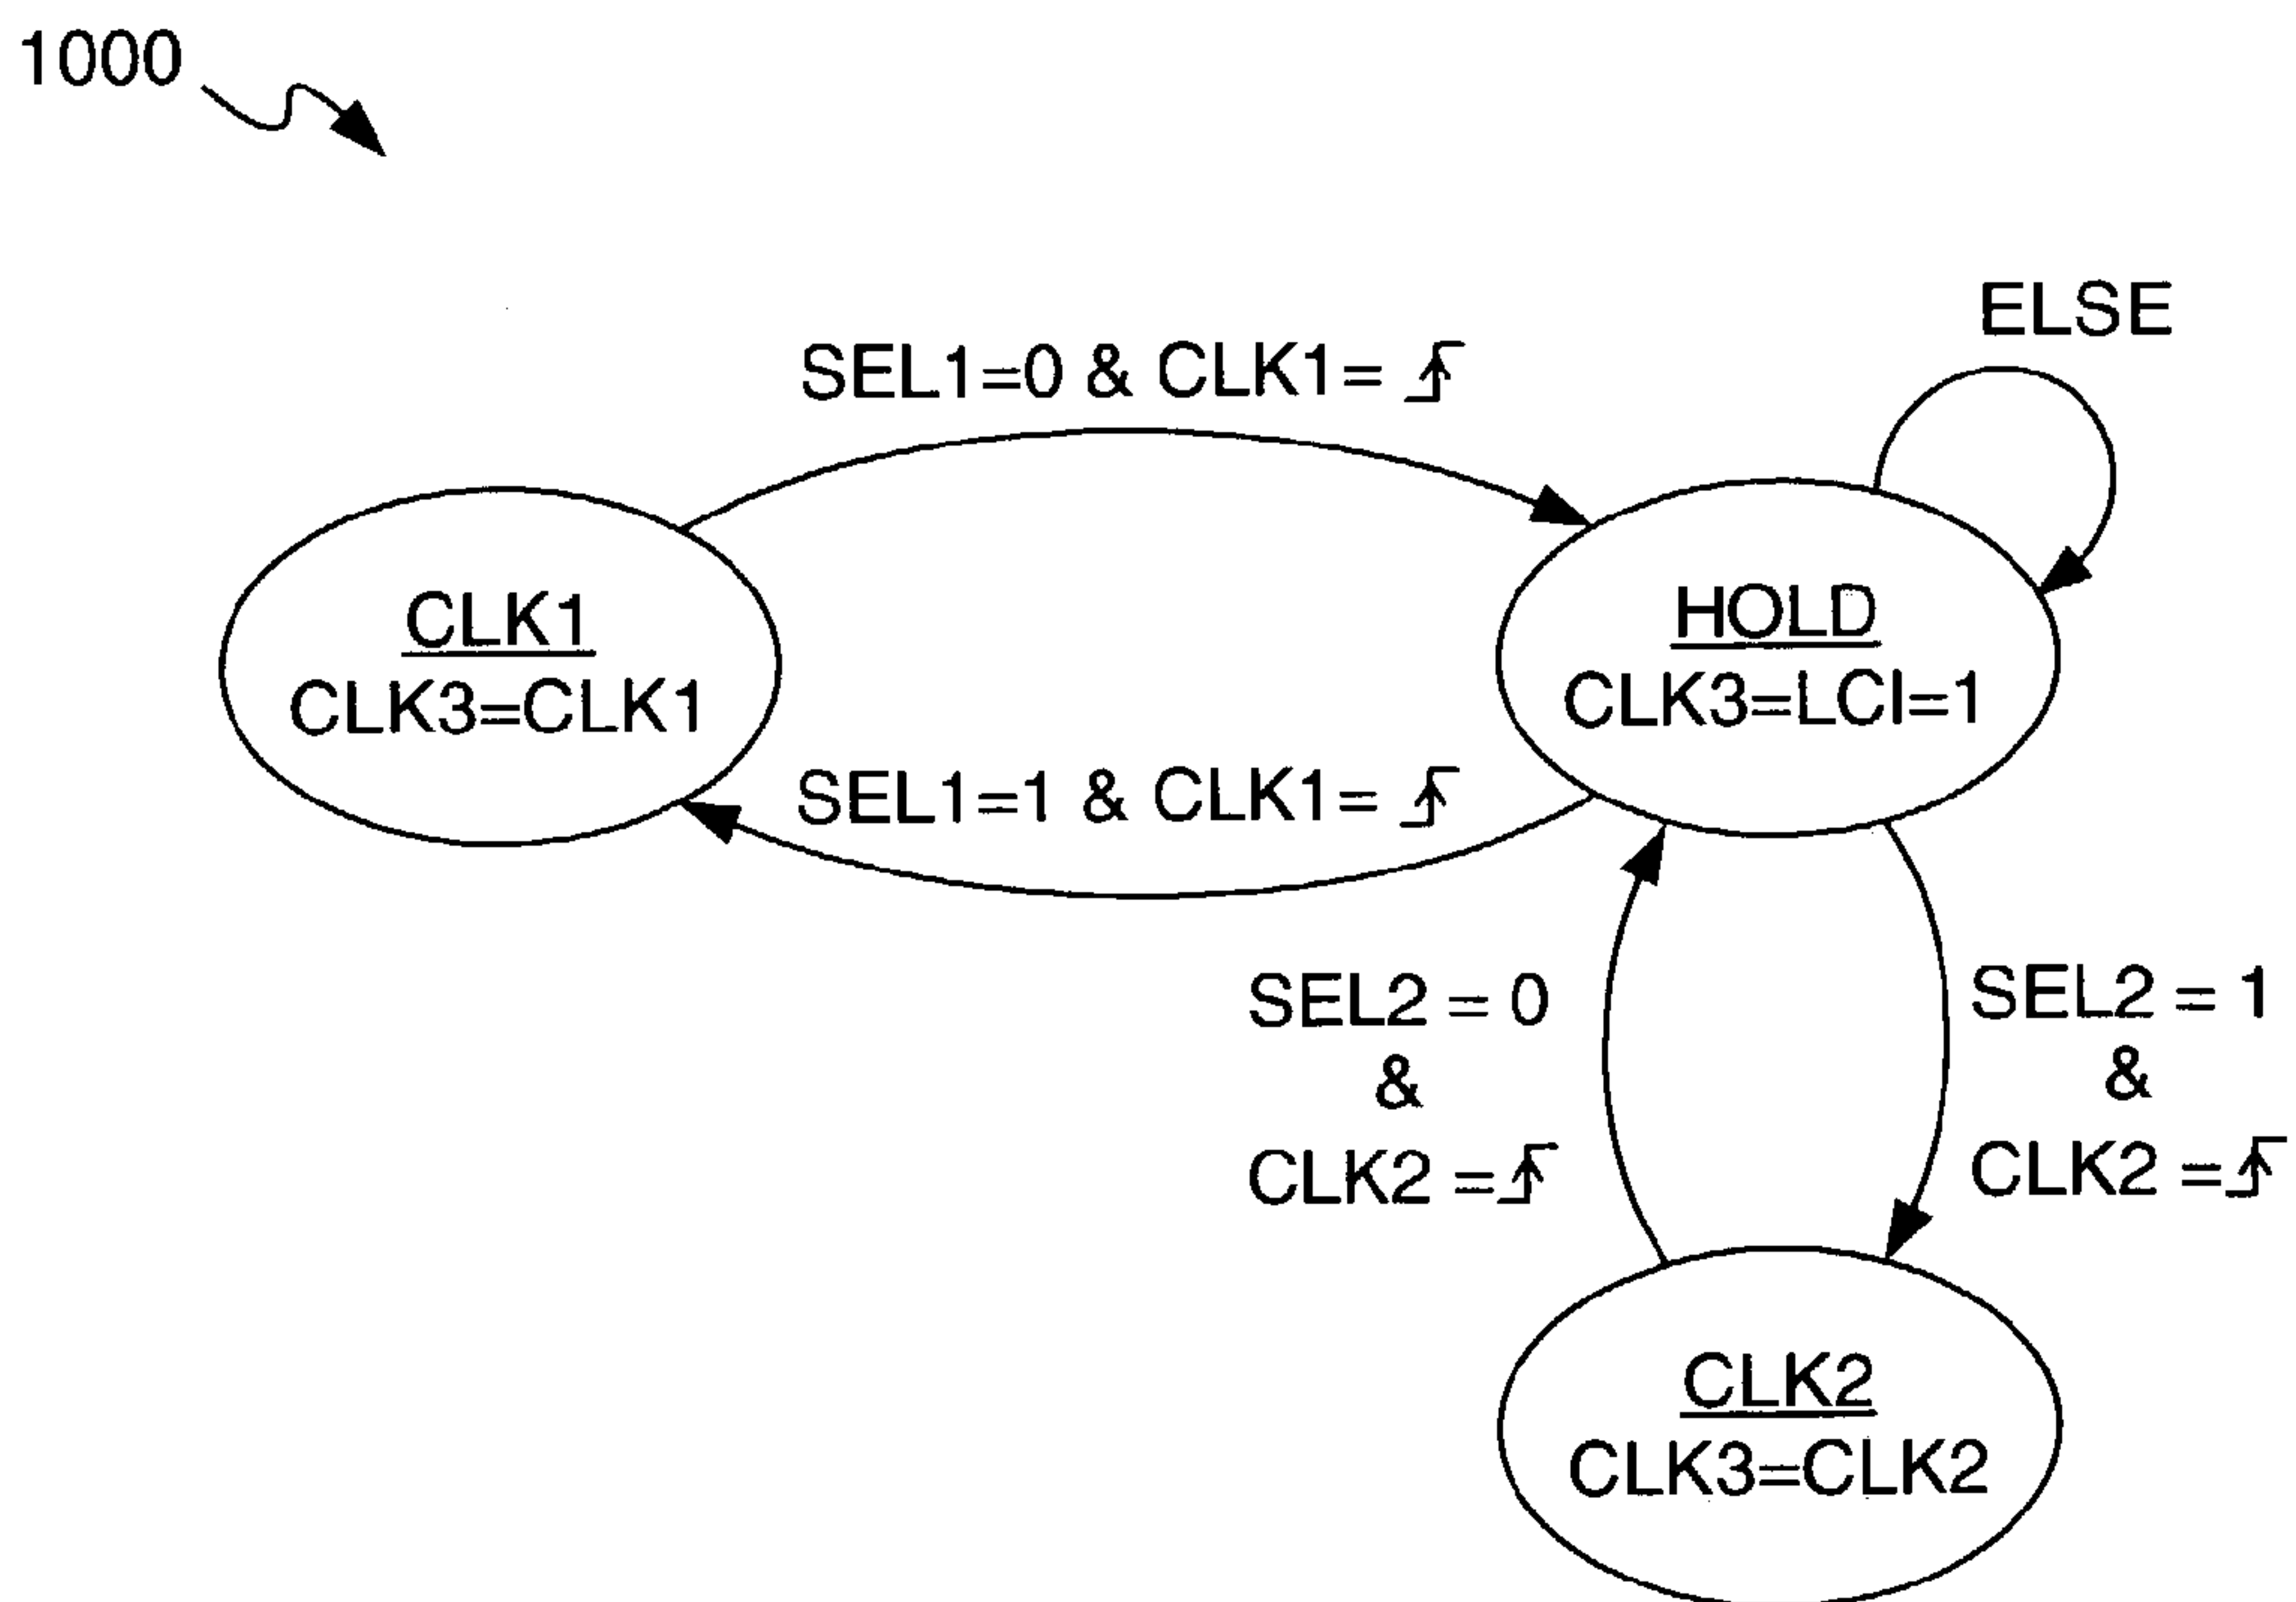 1000
ELSE
SEL1=0 & CLK1=
CLK1
CLK3=CLK1
HOLD
CLK3=LCI=1
SEL1=1 & CLK1=
SEL2 = 0
&
CLK2 =
SEL2 = 1
&
CLK2 =
CLK2
CLK3=CLK2